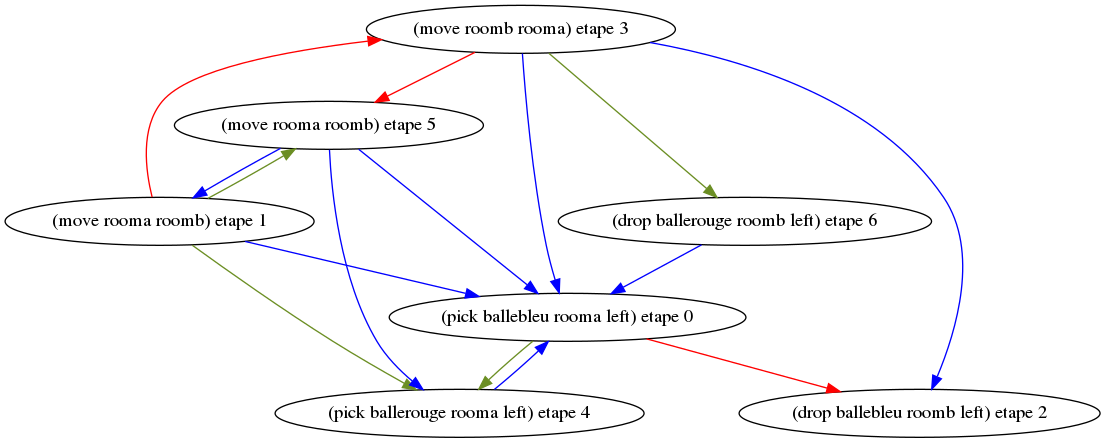 (move roomb rooma) etape 3
(move rooma roomb) etape 5
(move rooma roomb) etape 1
(drop ballerouge roomb left) etape 6
(pick ballebleu rooma left) etape 0
(pick ballerouge rooma left) etape 4
(drop ballebleu roomb left) etape 2